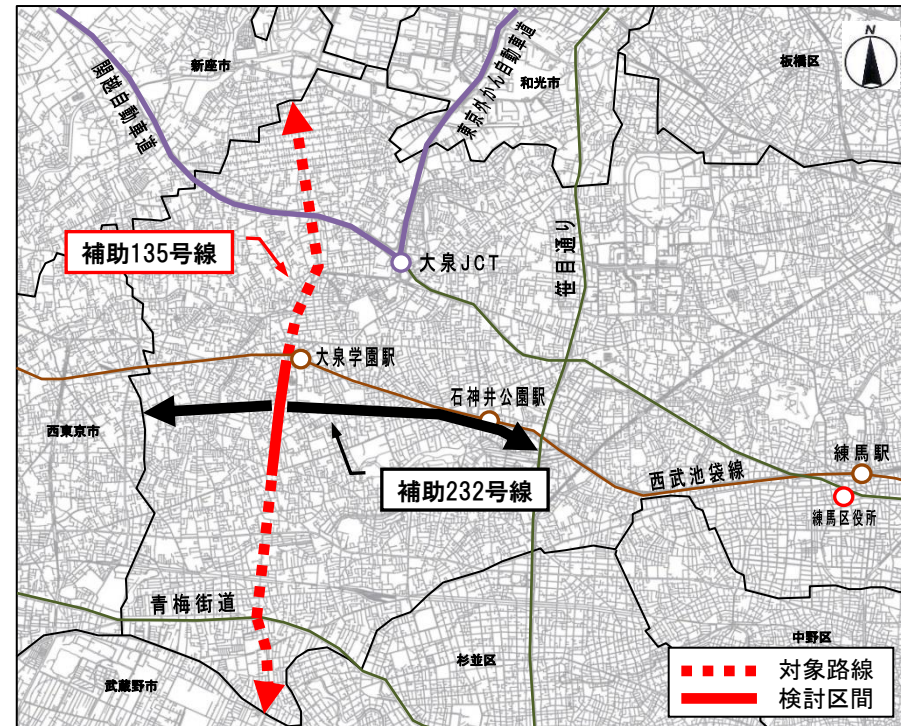 新座市
和光市
板橋区
N
関越自動車道
東京外かん自動車道
補助135号線
大泉JCT
笹目通り
大泉学園駅
石神井公園駅
西東京市
補助232号線
西武池袋線
練馬駅
練馬区役所
青梅街道
杉並区
中野区
武蔵野市
対象路線
検討区間